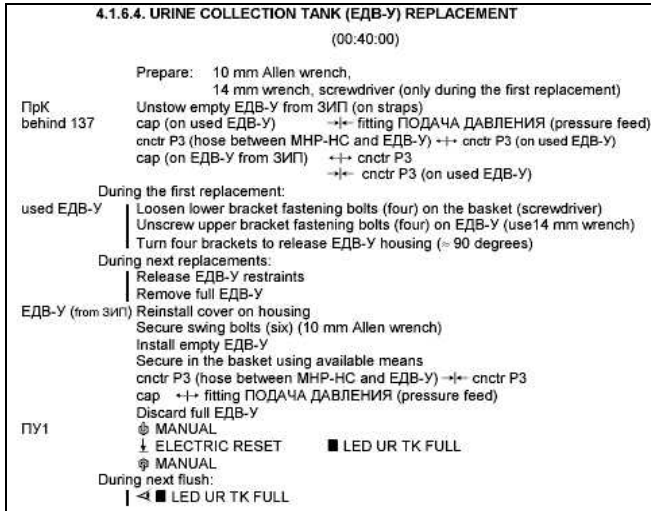 4.1.6.4. URINE COLLECTION TANK (ЕДВ-У) REPLACEMENT
(00:40:00)
Prepare: 10 mm Allen wrench,
14 mm wrench, screwdriver (only during the first replacement)
ПрК Unstow empty ЕДВ-У from ЗИП (on straps)
behind 137 cap (on used ЕДВ-У) →|← fitting ПОДАЧА ДАВЛЕНИЯ (pressure feed)
cnctr P3 (hose between МНР-НС and ЕДВ-У) ←|→ cnctr P3 (on used ЕДВ-У)
cap (on ЕДВ-У from ЗИП) ←|→ cnctr P3
→|← cnctr P3 (on used ЕДВ-У)
During the first replacement:
used ЕДВ-У Loosen lower bracket fastening bolts (four) on the basket (screwdriver)
Unscrew upper bracket fastening bolts (four) on ЕДВ-У (use14 mm wrench)
Turn four brackets to release ЕДВ-У housing (≈ 90 degrees)
During next replacements:
Release ЕДВ-У restraints
Remove full ЕДВ-У
ЕДВ-У (from ЗИП) Reinstall cover on housing
Secure swing bolts (six) (10 mm Allen wrench)
Install empty ЕДВ-У
Secure in the basket using available means
cnctr P3 (hose between МНР-НС and ЕДВ-У) →|← cnctr P3
cap ←|→ fitting ПОДАЧА ДАВЛЕНИЯ (pressure feed)
Discard full ЕДВ-У
ПУ1 MANUAL
↓ ELECTRIC RESET ■ LED UR TK FULL
MANUAL
During next flush:
■ LED UR TK FULL